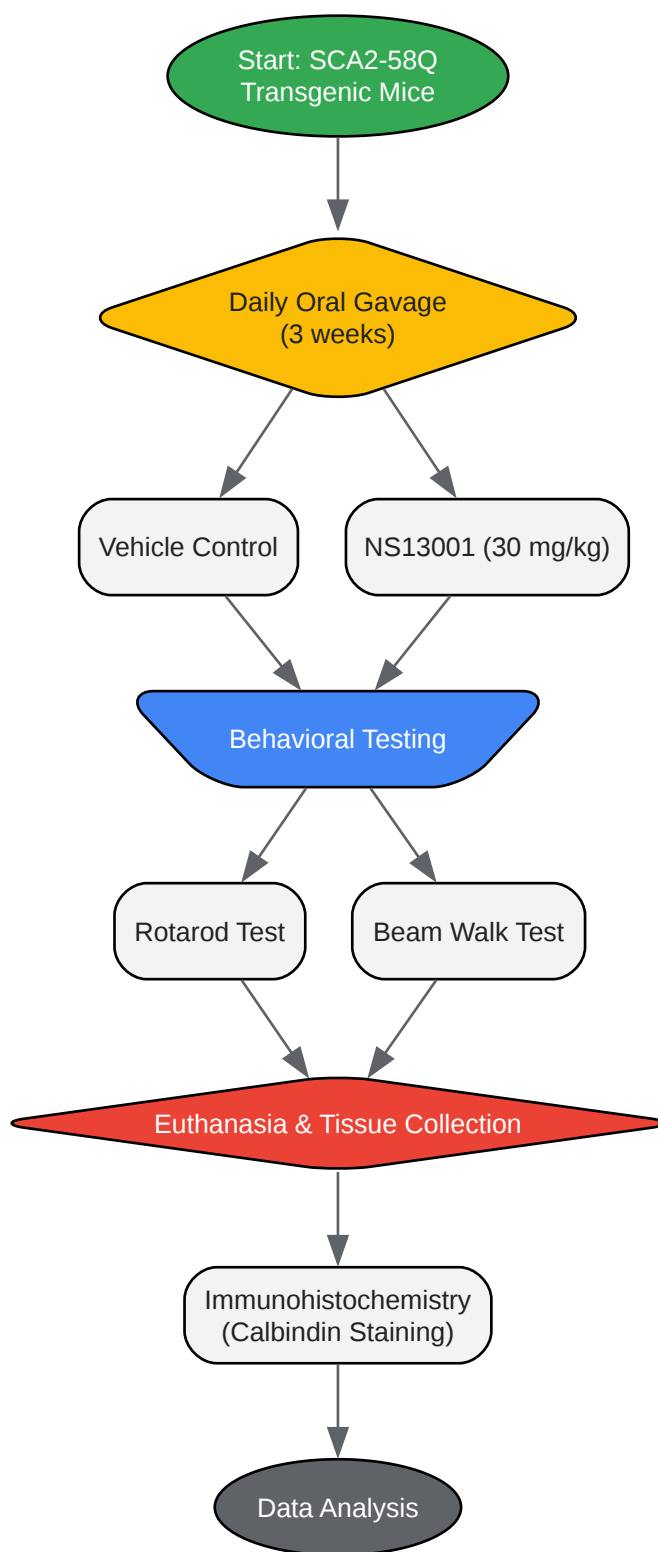 Start: SCA2-58Q
Transgenic Mice
Daily Oral Gavage
(3 weeks)
Vehicle Control
NS13001 (30 mg/kg)
Behavioral Testing
Rotarod Test
Beam Walk Test
Euthanasia & Tissue Collection
Immunohistochemistry
(Calbindin Staining)
Data Analysis